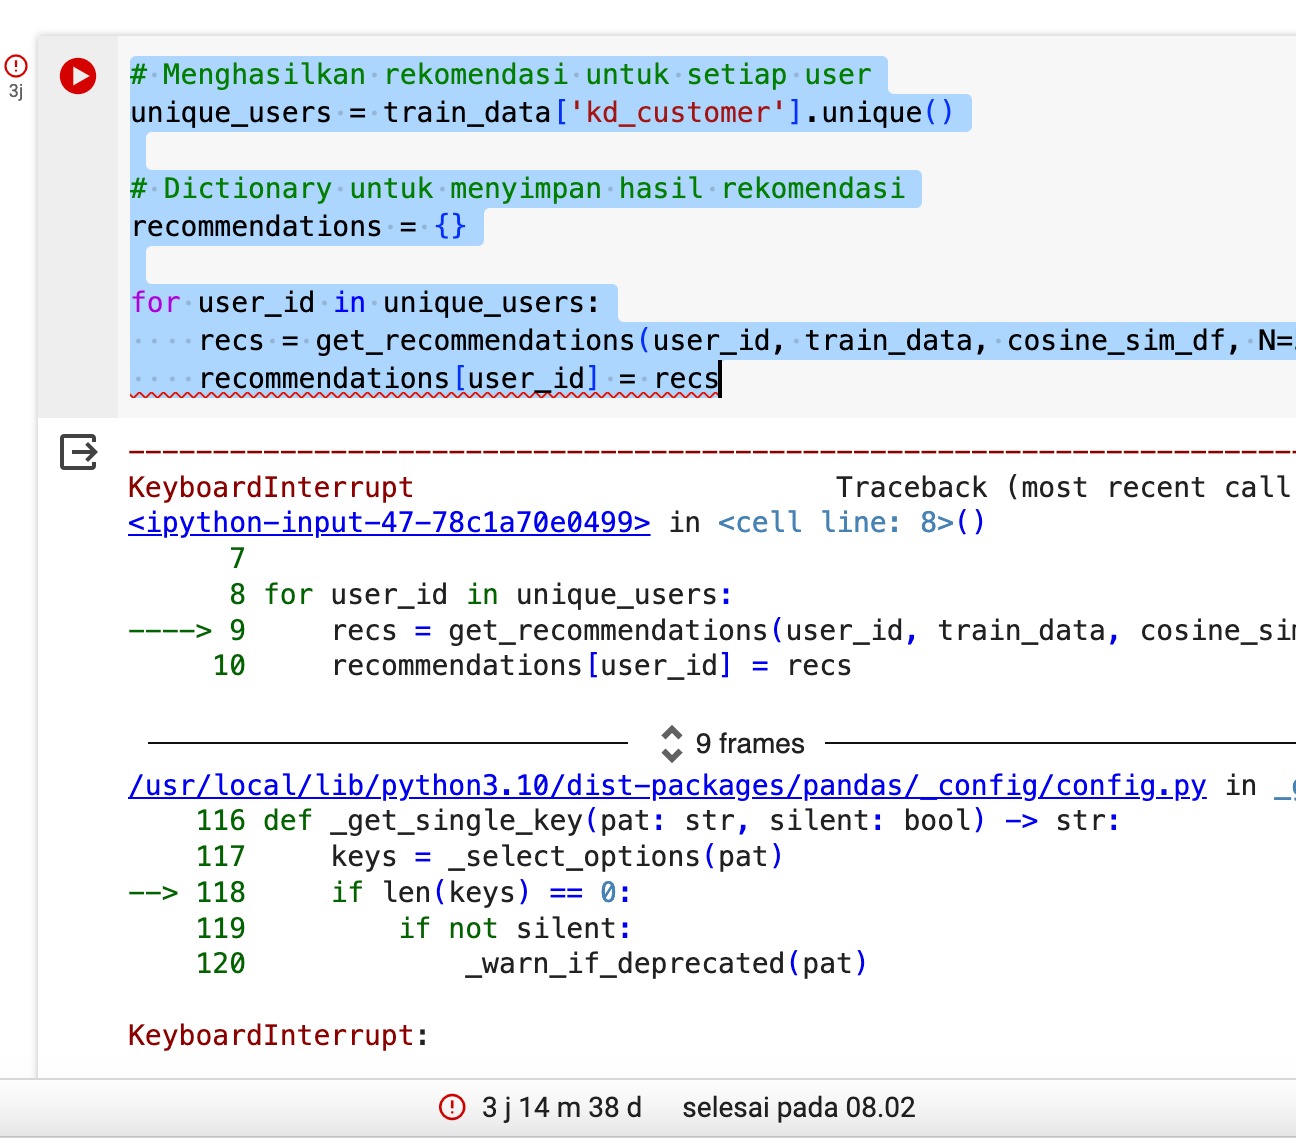 3j
# Menghasilkan rekomendasi untuk setiap user
unique_users = train_data['kd_customer'].unique()
# Dictionary untuk menyimpan hasil rekomendasi
recommendations = {}
for user_id in unique_users:
    recs = get_recommendations(user_id, train_data, cosine_sim_df, N=
    recommendations[user_id] = recs
--------------------------------------------------------------------
KeyboardInterrupt                         Traceback (most recent call
<ipython-input-47-78c1a70e0499> in <cell line: 8>()
      7
      8 for user_id in unique_users:
----> 9     recs = get_recommendations(user_id, train_data, cosine_sim
     10     recommendations[user_id] = recs
9 frames
/usr/local/lib/python3.10/dist-packages/pandas/_config/config.py in _g
    116 def _get_single_key(pat: str, silent: bool) -> str:
    117     keys = _select_options(pat)
--> 118     if len(keys) == 0:
    119         if not silent:
    120             _warn_if_deprecated(pat)
KeyboardInterrupt:
3 j 14 m 38 d selesai pada 08.02